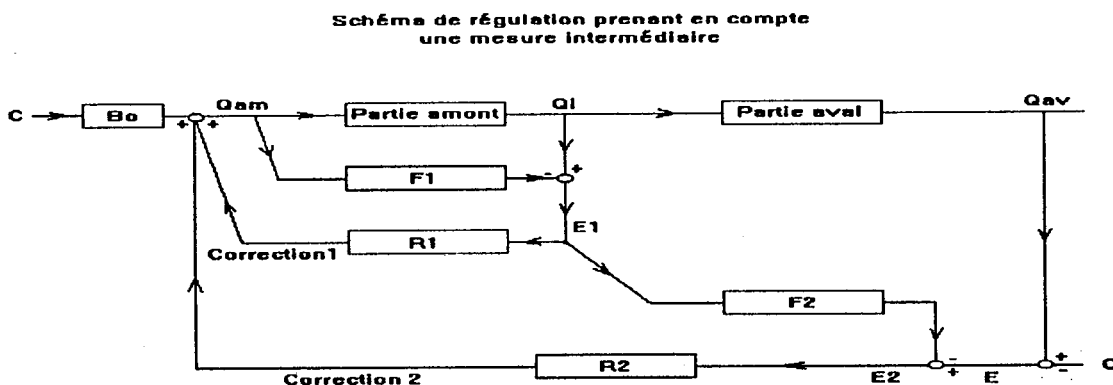 Schéma de régulation prenant en compte
une mesure intermédiaire
C
Bo
+
+
Qam
Partie amont
Qi
Partie aval
Qav
F1
-
+
E1
R1
Correction1
F2
Correction 2
R2
E2
-
+
E
+
-
C